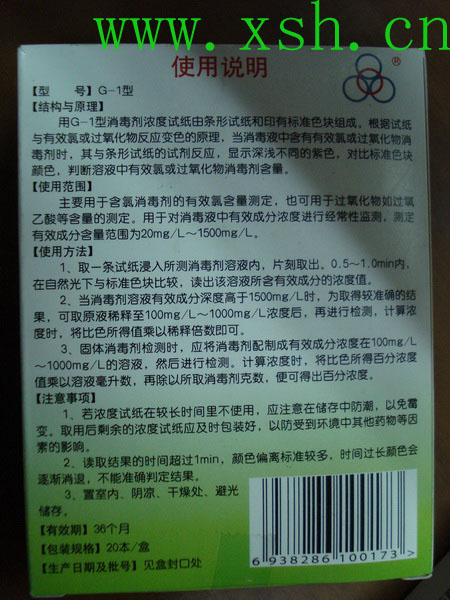 www.xsh.cn
使用说明
®
【型　号】G-1型
【结构与原理】
用G-1型消毒剂浓度试纸由条形试纸和印有标准色块组成。根据试纸
与有效氯或过氧化物反应变色的原理，当消毒液中含有有效氯或过氧化物消
毒剂时，其与条形试纸的试剂反应，显示深浅不同的紫色，对比标准色块
颜色，判断溶液中有效氯或过氧化物消毒剂含量。
【使用范围】
主要用于含氯消毒剂的有效氯含量测定，也可用于过氧化物如过氧
乙酸等含量的测定。用于对消毒液中有效成分浓度进行经常性监测，测定
有效成分含量范围为20mg/L～1500mg/L。
【使用方法】
1、取一条试纸浸入所测消毒剂溶液内，片刻取出。0.5～1.0min内，
在自然光下与标准色块比较，读出该溶液所含有效成分的浓度值。
2、当消毒剂溶液有效成分深度高于1500mg/L时，为取得较准确的结
果，可取原液稀释至100mg/L～1000mg/L浓度后，再进行检测，计算浓
度时，将比色所得值乘以稀释倍数即可。
3、固体消毒剂检测时，应将消毒剂配制成有效成分浓度在100mg/L
～1000mg/L的溶液，然后进行检测。计算浓度时，将比色所得百分浓度
值乘以溶液毫升数，再除以所取消毒剂克数，便可得出百分浓度。
【注意事项】
1、若浓度试纸在较长时间里不使用，应注意在储存中防潮，以免霉
变。取用后剩余的浓度试纸应及时包装好，以防受到环境中其他药物等因
素的影响。
2、读取结果的时间超过1min，颜色偏离标准较多，时间过长颜色会
逐渐消退，不能准确判定结果。
3、置室内、阴凉、干燥处、避光
储存。
【有效期】36个月
【包装规格】20本/盒
【生产日期及批号】见盒封口处
6 938286 100173 >